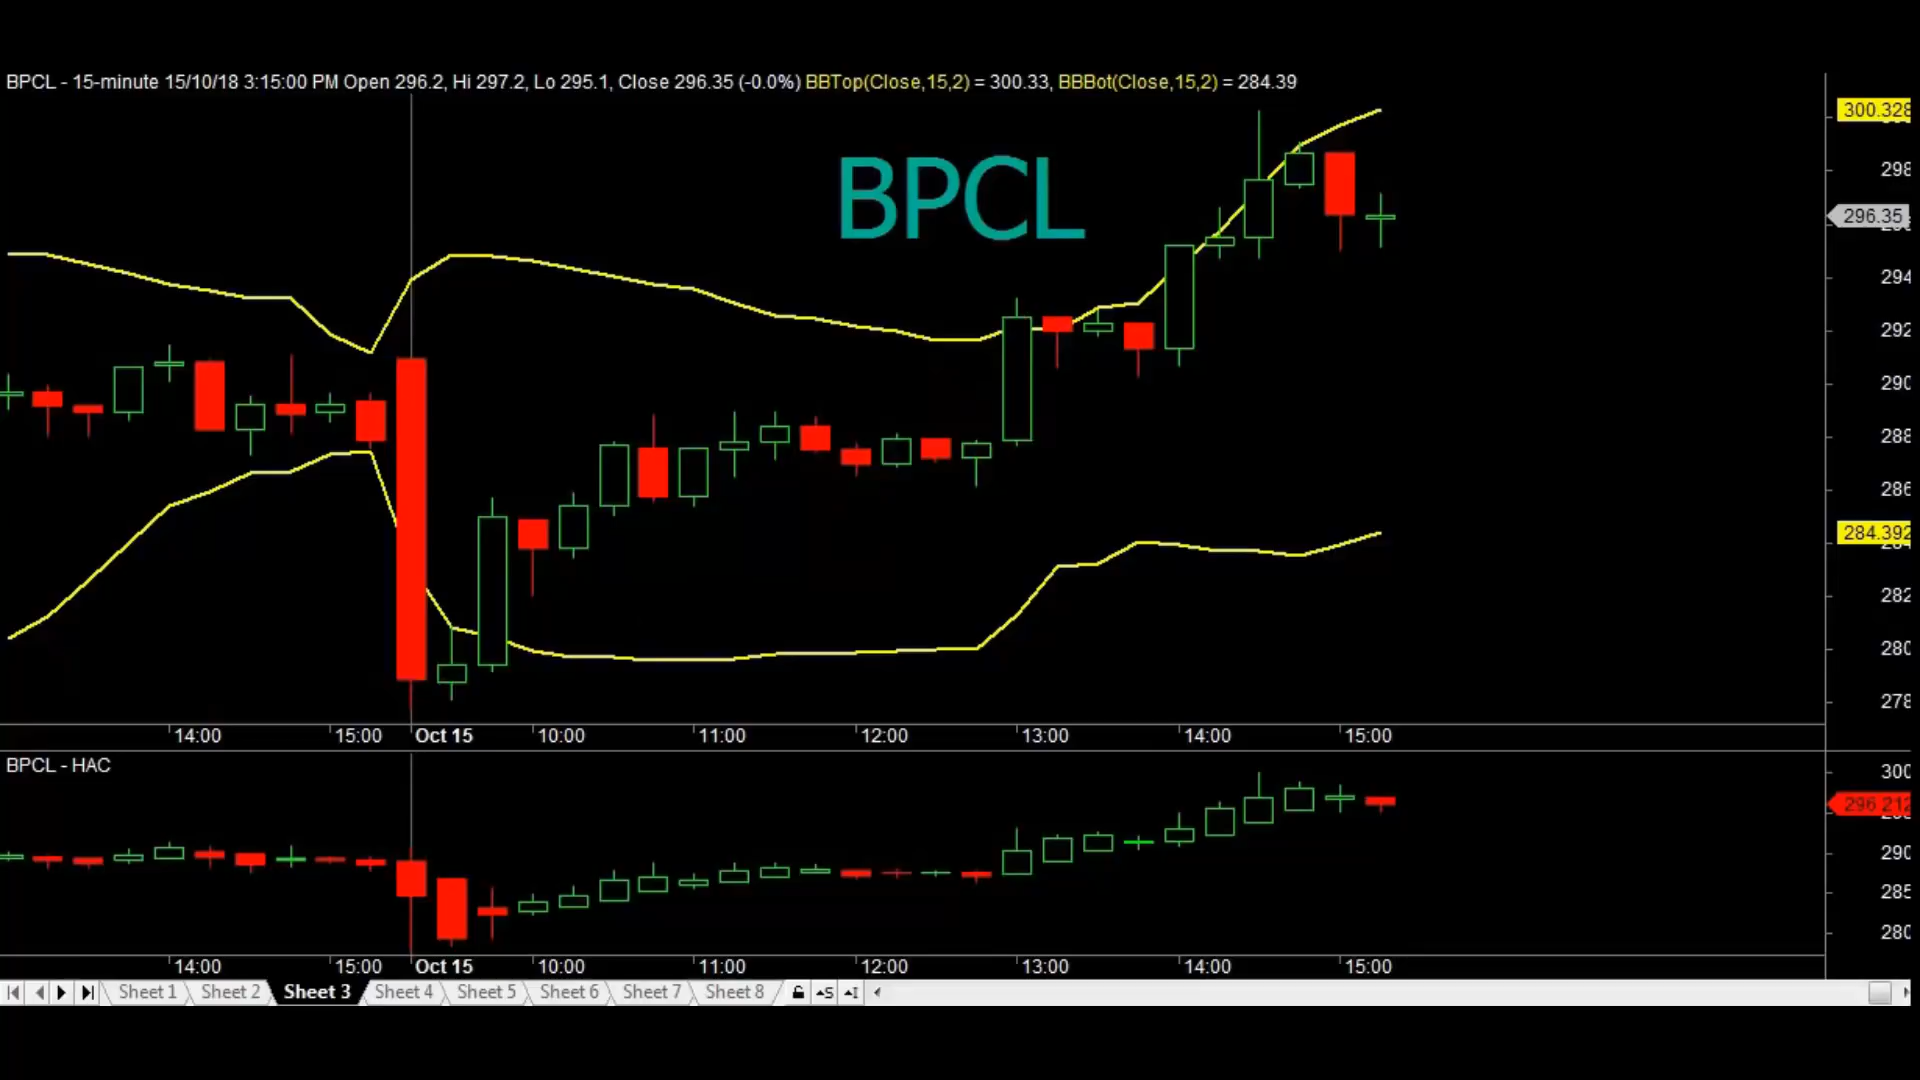 BPCL - 15-minute 15/10/18 3:15:00 PM Open 296.2, Hi 297.2, Lo 295.1, Close 296.35 (-0.0%) BBTop(Close,15,2) = 300.33, BBBot(Close,15,2) = 284.39
300.328
BPCL
298
296.35
294
292
290
288
286
284.392
282
280
278
14:00 15:00 Oct 15 10:00 11:00 12:00 13:00 14:00 15:00
BPCL - HAC
300
296.212
290
285
280
14:00 15:00 Oct 15 10:00 11:00 12:00 13:00 14:00 15:00
Sheet 1 Sheet 2 Sheet 3 Sheet 4 Sheet 5 Sheet 6 Sheet 7 Sheet 8 S I